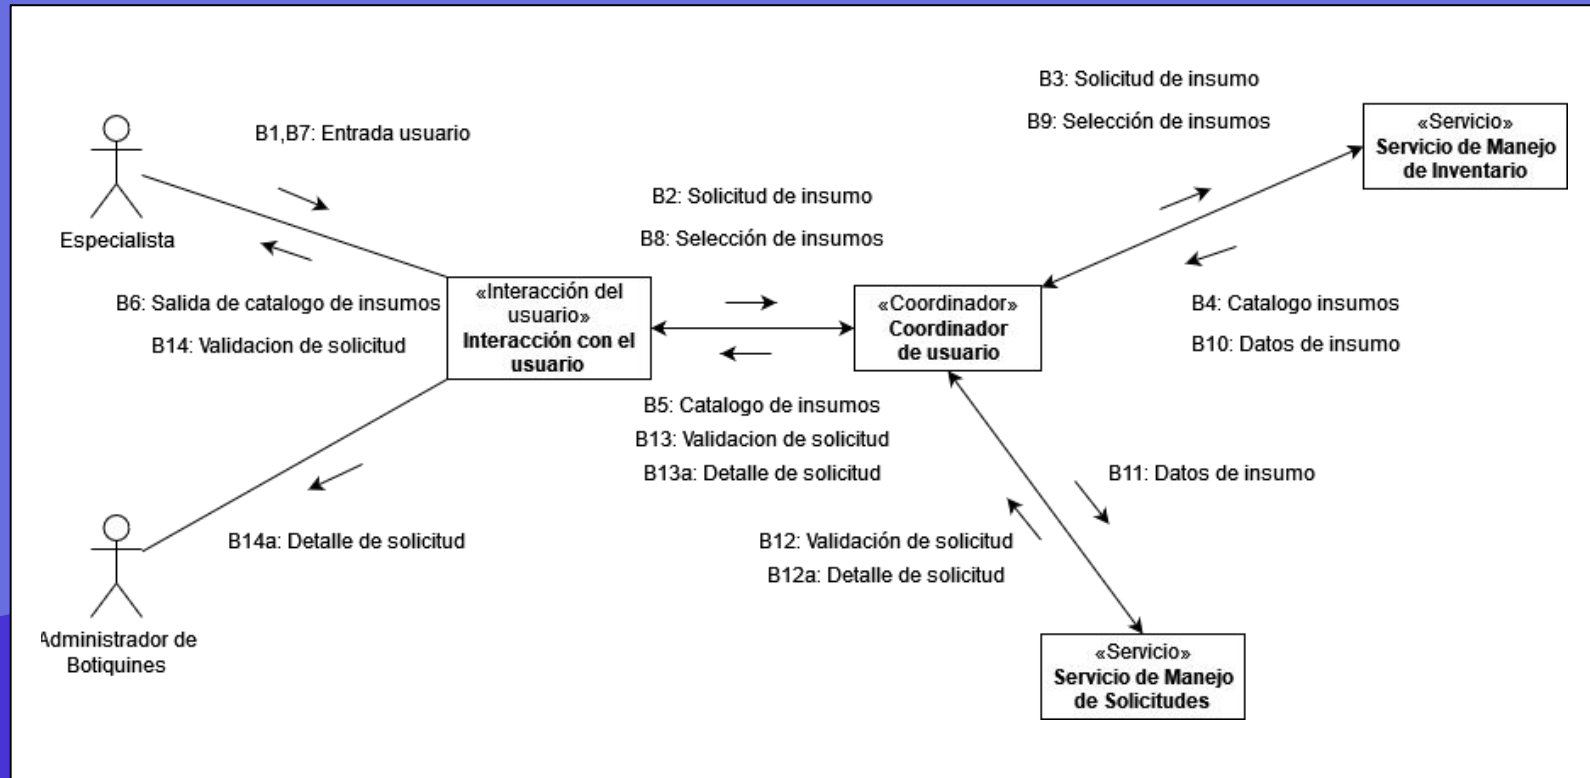 B3: Solicitud de insumo
B9: Selección de insumos
«Servicio»
Servicio de Manejo
de Inventario
B1,B7: Entrada usuario
B2: Solicitud de insumo
B8: Selección de insumos
Especialista
B6: Salida de catalogo de insumos
B14: Validacion de solicitud
«Interacción del
usuario»
Interacción con el
usuario
«Coordinador»
Coordinador
de usuario
B4: Catalogo insumos
B10: Datos de insumo
B5: Catalogo de insumos
B13: Validacion de solicitud
B13a: Detalle de solicitud
B11: Datos de insumo
B14a: Detalle de solicitud
B12: Validación de solicitud
B12a: Detalle de solicitud
Administrador de
Botiquines
«Servicio»
Servicio de Manejo
de Solicitudes